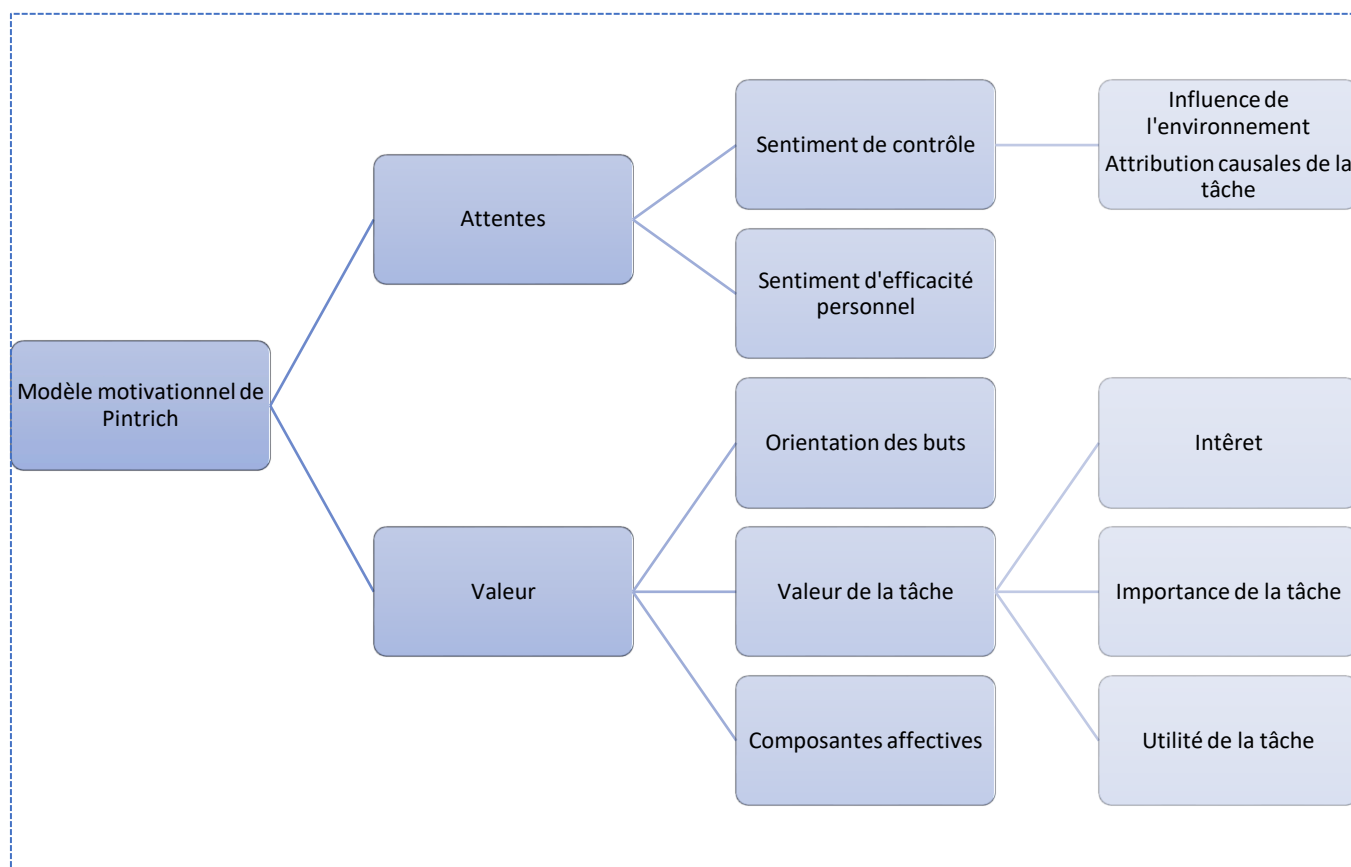 Modèle motivationnel de
Pintrich
Attentes
Sentiment de contrôle
Influence de
l'environnement
Attribution causales de la
tâche
Sentiment d'efficacité
personnel
Valeur
Orientation des buts
Valeur de la tâche
Intêret
Importance de la tâche
Utilité de la tâche
Composantes affectives